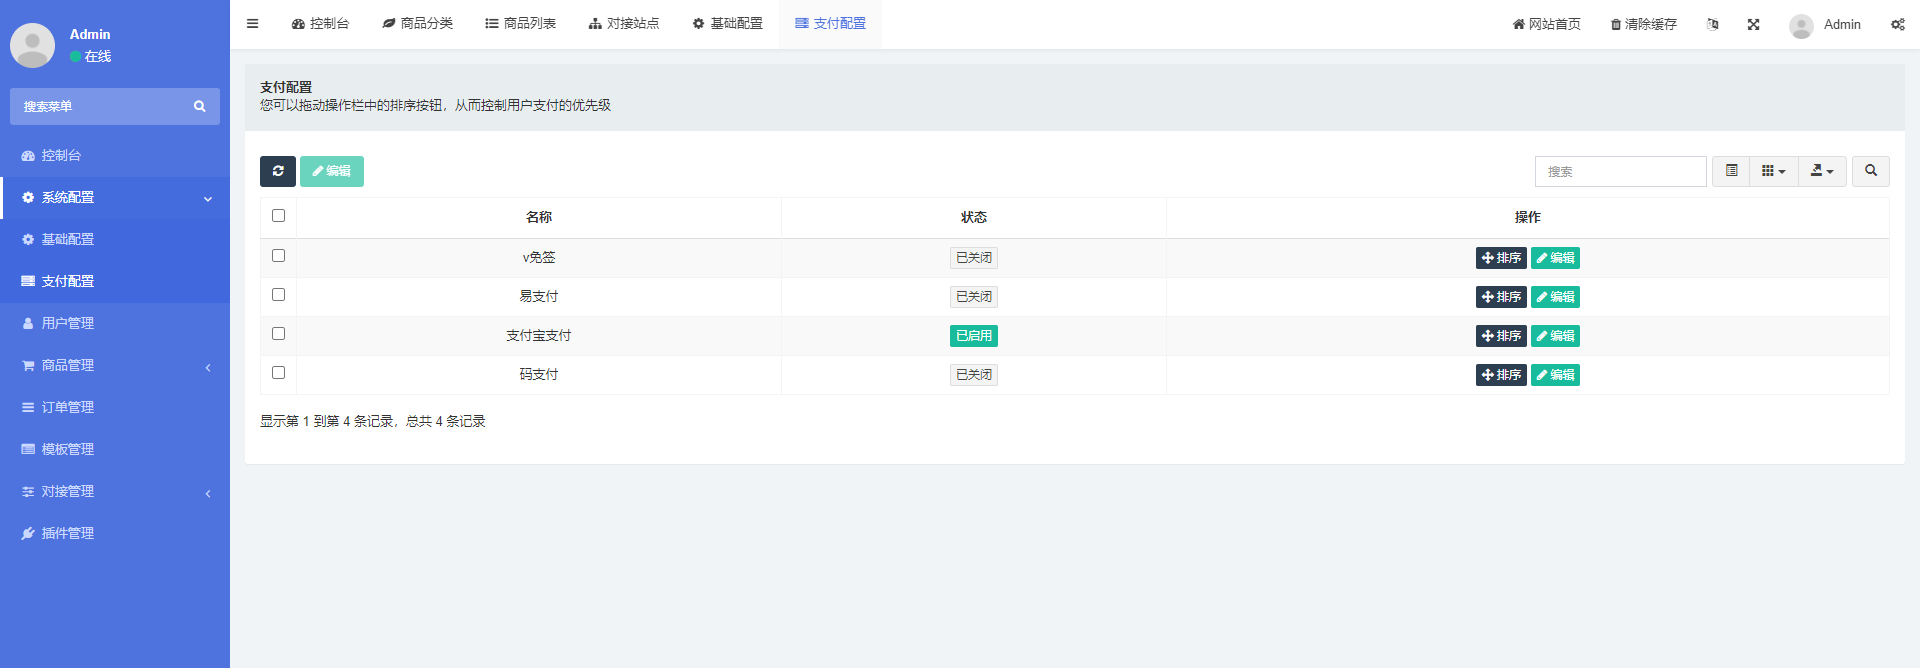 Admin
在线
搜索菜单
控制台
系统配置
基础配置
支付配置
用户管理
商品管理
订单管理
模板管理
对接管理
插件管理
控制台 商品分类 商品列表 对接站点 基础配置 支付配置 网站首页 清除缓存 Admin
支付配置
您可以拖动操作栏中的排序按钮，从而控制用户支付的优先级
编辑 搜索
名称 状态 操作
v免签 已关闭 排序 编辑
易支付 已关闭 排序 编辑
支付宝支付 已启用 排序 编辑
码支付 已关闭 排序 编辑
显示第 1 到第 4 条记录，总共 4 条记录